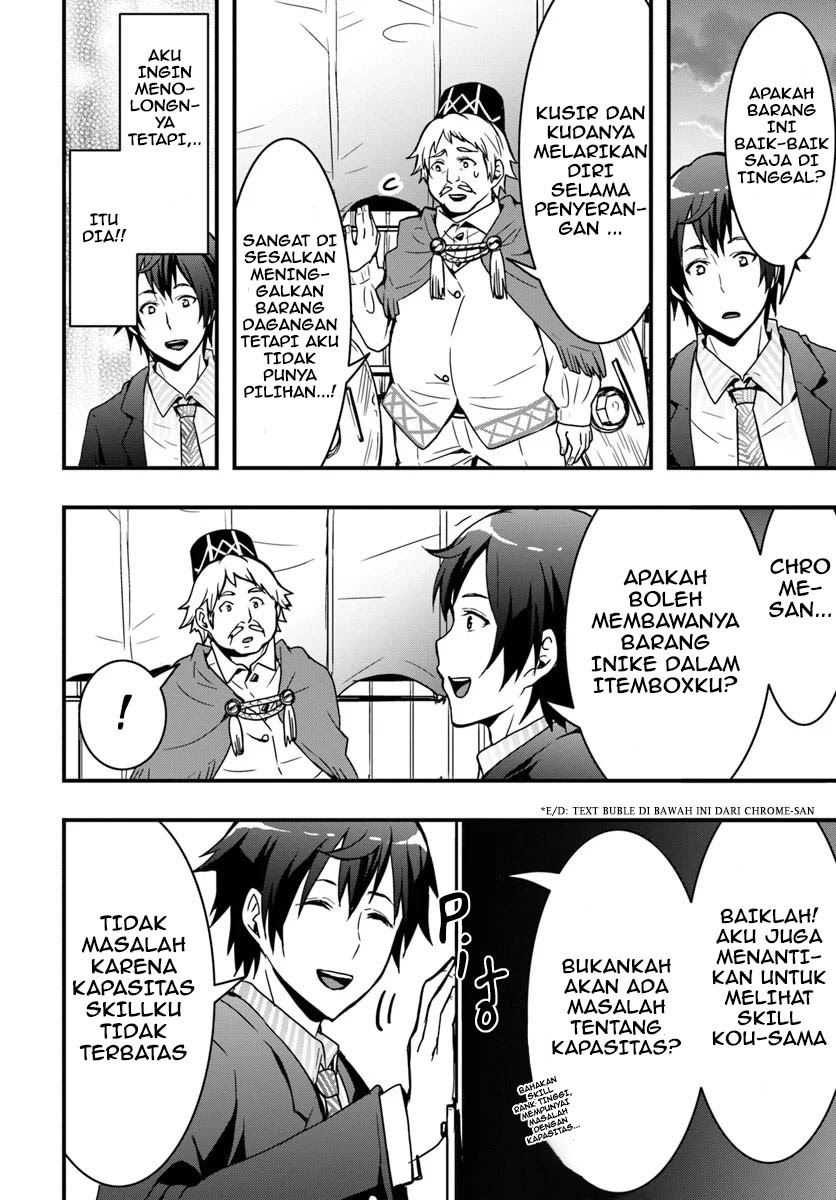 APAKAH
BARANG
INI
BAIK-BAIK
SAJA DI
TINGGAL?
KUSIR DAN
KUDANYA
MELARIKAN
DIRI
SELAMA
PENYERAN-
GAN ...
SANGAT DI
SESALKAN
MENING-
GALKAN
BARANG
DAGANGAN
TETAPI AKU
TIDAK
PUNYA
PILIHAN...!
AKU
INGIN
MENO-
LONGN-
YA
TETAPI,..
ITU
DIA!!
CHRO
ME-
SAN...
APAKAH
BOLEH
MEMBAWANYA
BARANG
INIKE DALAM
ITEMBOXKU?
!
*E/D: TEXT BUBLE DI BAWAH INI DARI CHROME-SAN
BAIKLAH!
AKU JUGA
MENANTI-
KAN UNTUK
MELIHAT
SKILL
KOU-SAMA
BUKANKAH
AKAN ADA
MASALAH
TENTANG
KAPASITAS?
BAHAKAN
SKILL
RANK TINGGI,
MEMPUNYAI
MASALAH
DENGAN
KAPASITAS...
P.
i
とっ
TIDAK
MASALAH
KARENA
KAPASITAS
SKILLKU
TIDAK
TERBATAS